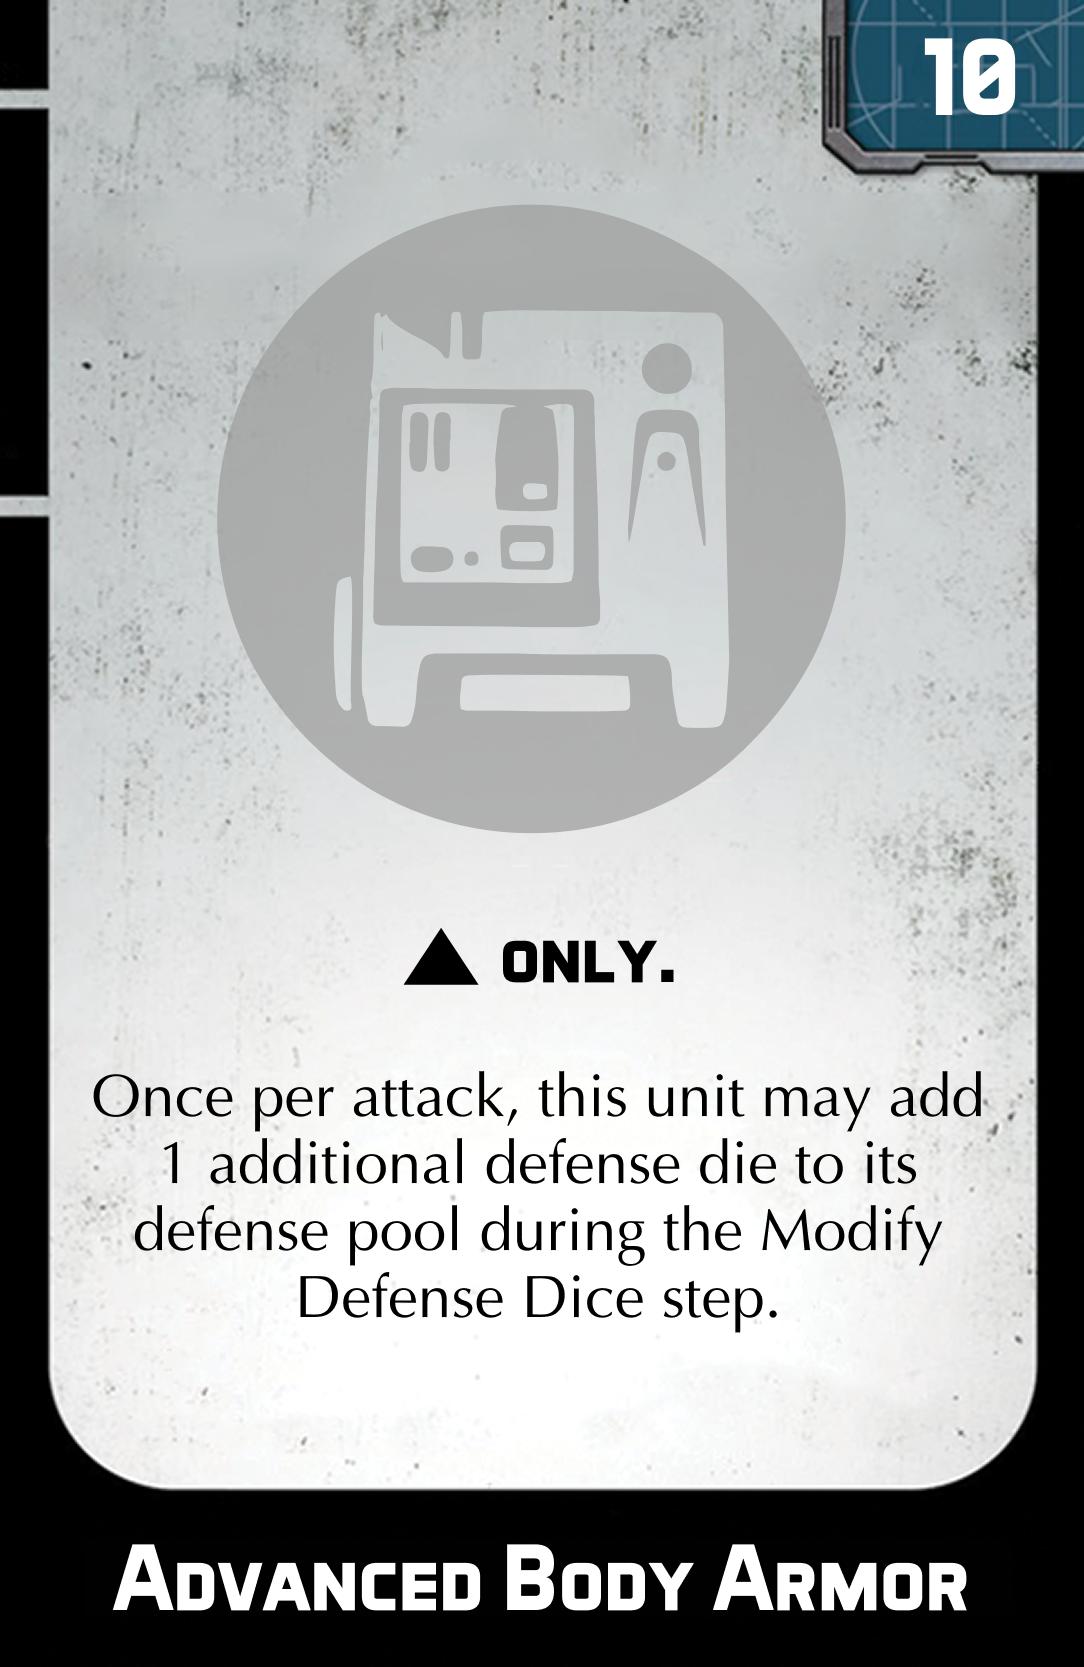 10
▲ ONLY.
Once per attack, this unit may add
1 additional defense die to its
defense pool during the Modify
Defense Dice step.
ADVANCED BODY ARMOR